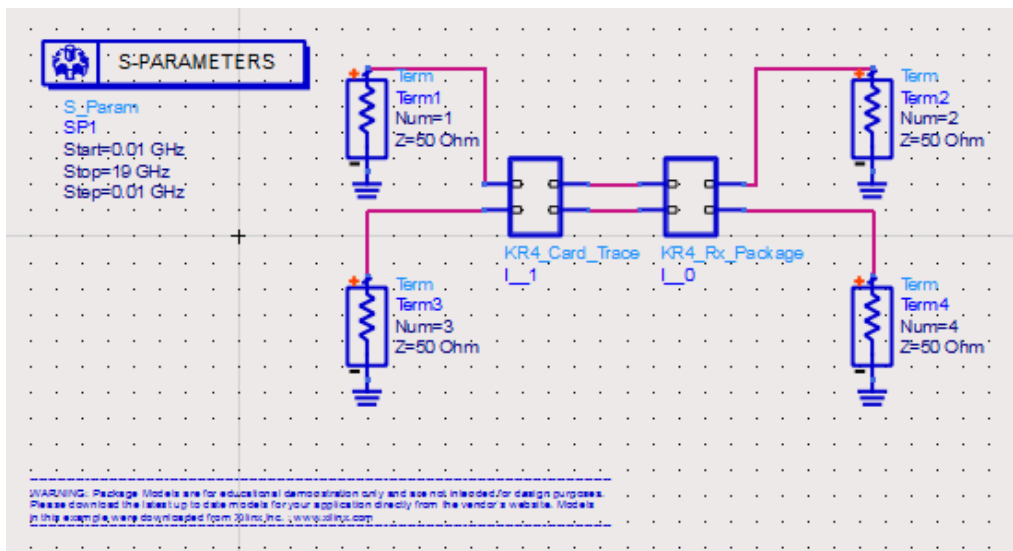 S-PARAMETERS
S_Param
SP1
Start=0.01 GHz
Stop=19 GHz
Step=0.01 GHz
Term
Term1
Num=1
Z=50 Ohm
Term
Term2
Num=2
Z=50 Ohm
KR4_Card_Trace
I__1
KR4_Rx_Package
I__0
Term
Term3
Num=3
Z=50 Ohm
Term
Term4
Num=4
Z=50 Ohm
WARNING: Package Models are for educational demostration only and are not intended for design purposes.
Please download the latest up to date models for your application directly from the vendor's website. Models
in this example were downloaded from Xilinx, Inc. : www.xilinx.com